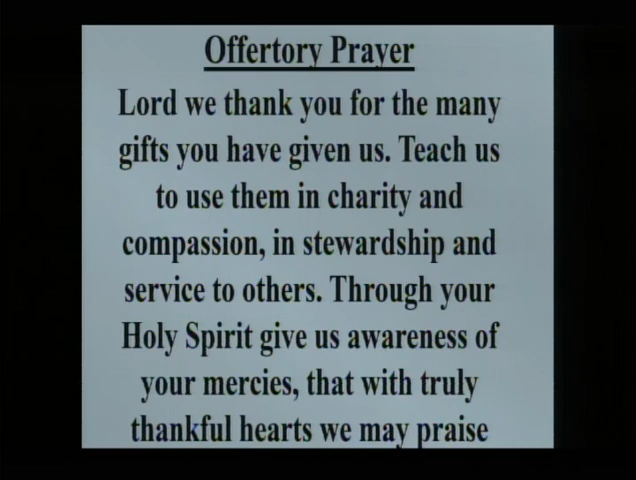 Offertory Prayer
Lord we thank you for the many
gifts you have given us. Teach us
to use them in charity and
compassion, in stewardship and
service to others. Through your
Holy Spirit give us awareness of
your mercies, that with truly
thankful hearts we may praise